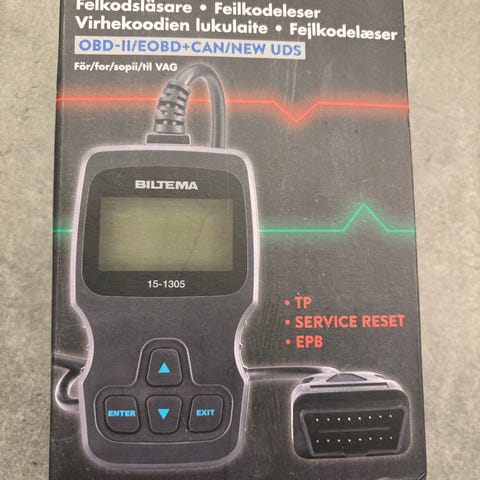 Felkodsläsare • Feilkodeleser
Virhekoodien lukulaite • Fejlkodelæser
OBD-II/EOBD+CAN/NEW UDS
För/for/sopii/til VAG
BILTEMA
15-1305
• TP
• SERVICE RESET
• EPB
ENTER
EXIT